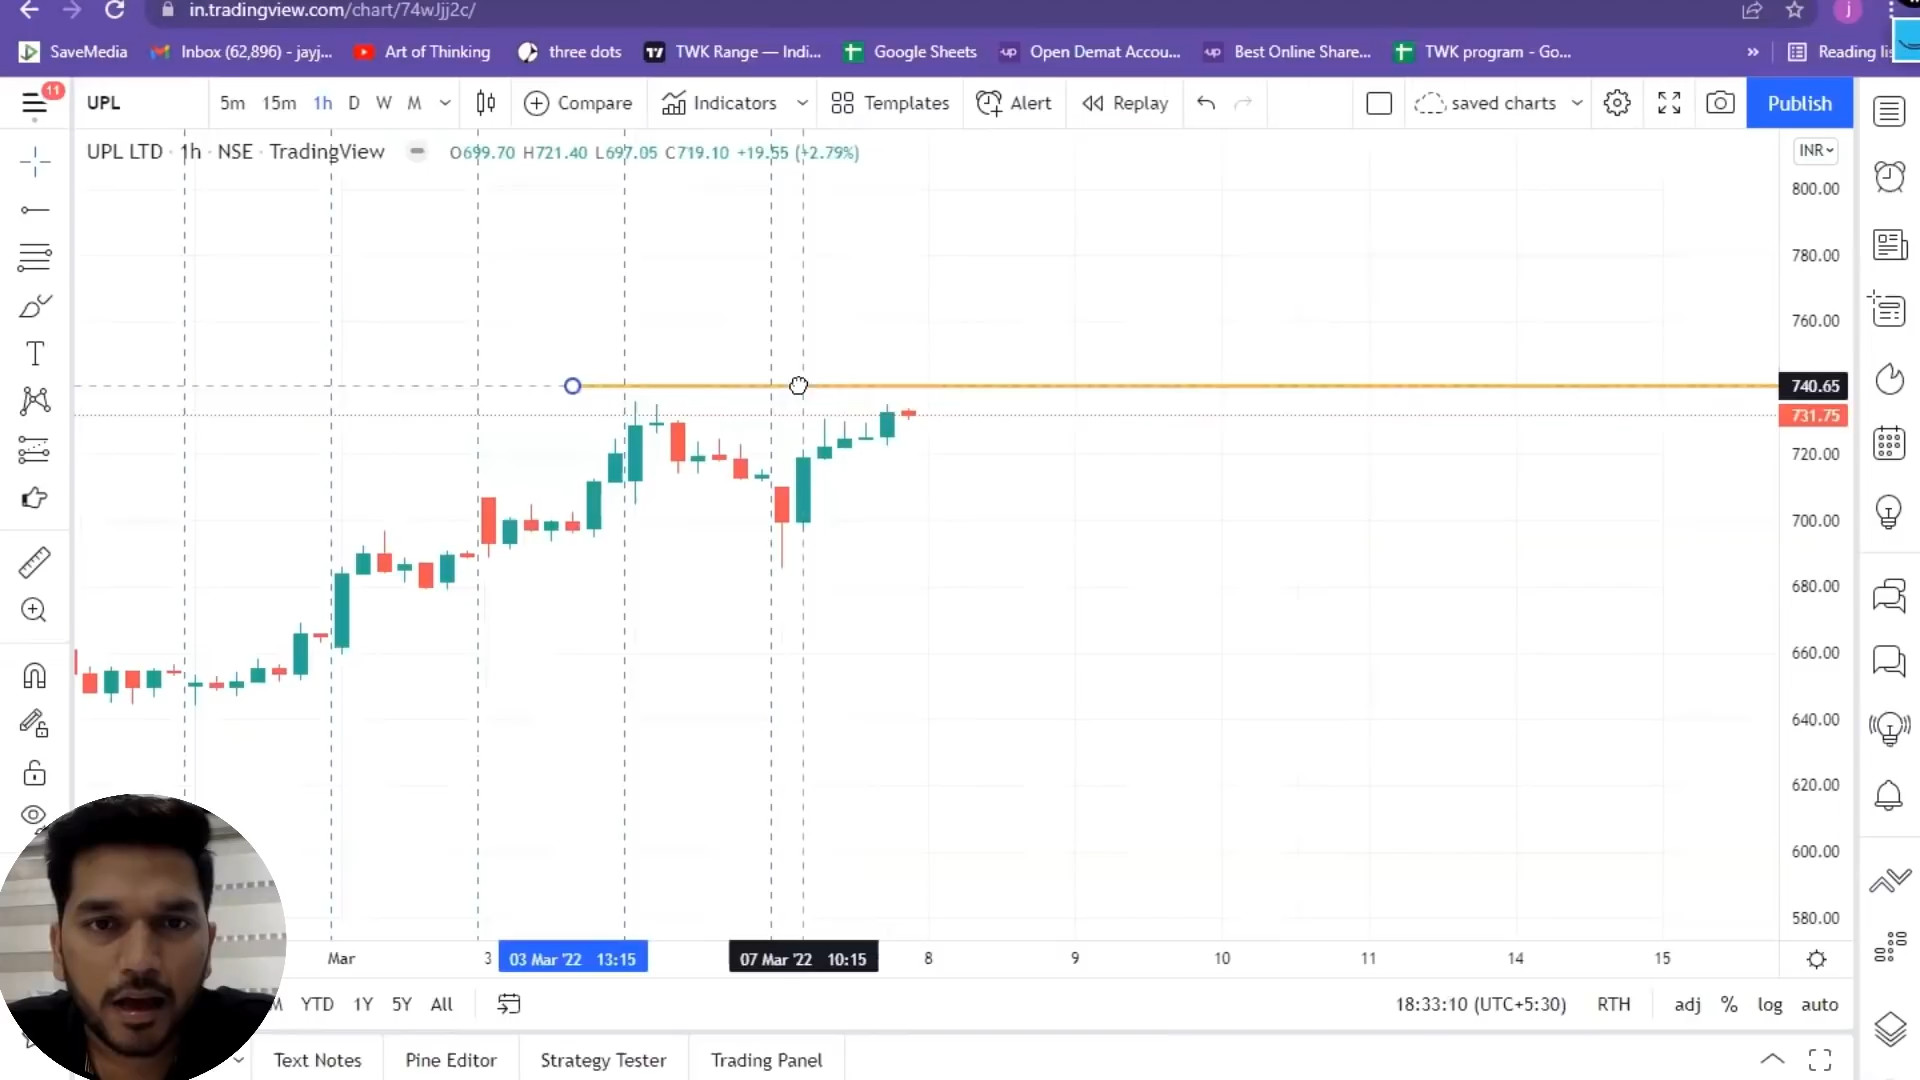 in.tradingview.com/chart/74wJjj2c/
j
SaveMedia
Inbox (62,896) - jayj...
Art of Thinking
three dots
TWK Range — Indi...
Google Sheets
up Open Demat Accou...
up Best Online Share...
TWK program - Go...
»
Reading lis
11
UPL
5m 15m 1h D W M
Compare
Indicators
Templates
Alert
Replay
saved charts
Publish
UPL LTD · 1h · NSE · TradingView
O699.70 H721.40 L697.05 C719.10 +19.55 (+2.79%)
INR
800.00
780.00
760.00
740.65
731.75
720.00
700.00
680.00
660.00
640.00
620.00
600.00
580.00
Mar
3
03 Mar '22 13:15
07 Mar '22 10:15
8
9
10
11
14
15
YTD 1Y 5Y All
18:33:10 (UTC+5:30)
RTH
adj
%
log
auto
Text Notes
Pine Editor
Strategy Tester
Trading Panel